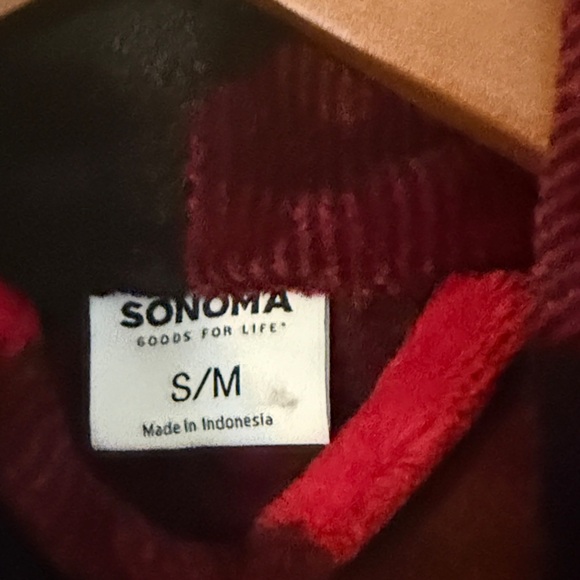 SONOMA
GOODS FOR LIFE*
S/M
Made in Indonesia